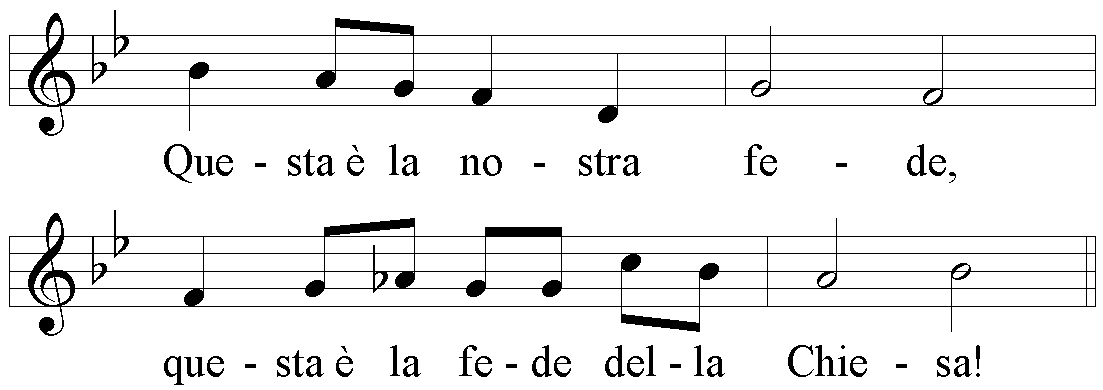 Que - sta è la no - stra fe - de,
que - sta è la fe - de del - la Chie - sa!